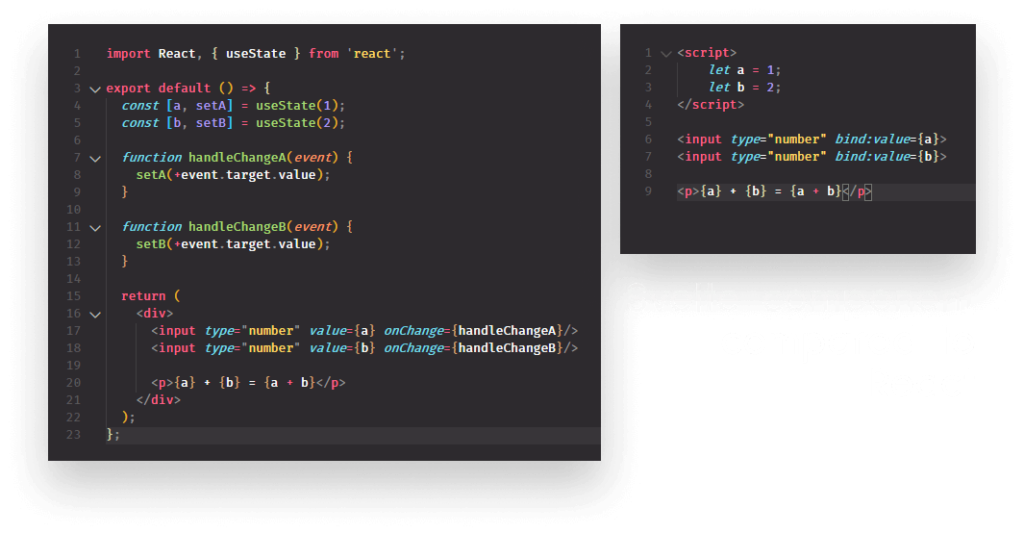 1 import React, { useState } from 'react';
2
3 export default () => {
4 const [a, setA] = useState(1);
5 const [b, setB] = useState(2);
6
7 function handleChangeA(event) {
8 setA(+event.target.value);
9 }
10
11 function handleChangeB(event) {
12 setB(+event.target.value);
13 }
14
15 return (
16 <div>
17 <input type="number" value={a} onChange={handleChangeA}/>
18 <input type="number" value={b} onChange={handleChangeB}/>
19
20 <p>{a} + {b} = {a + b}</p>
21 </div>
22 );
23 };
1 <script>
2 let a = 1;
3 let b = 2;
4 </script>
5
6 <input type="number" bind:value={a}>
7 <input type="number" bind:value={b}>
8
9 <p>{a} + {b} = {a + b}</p>